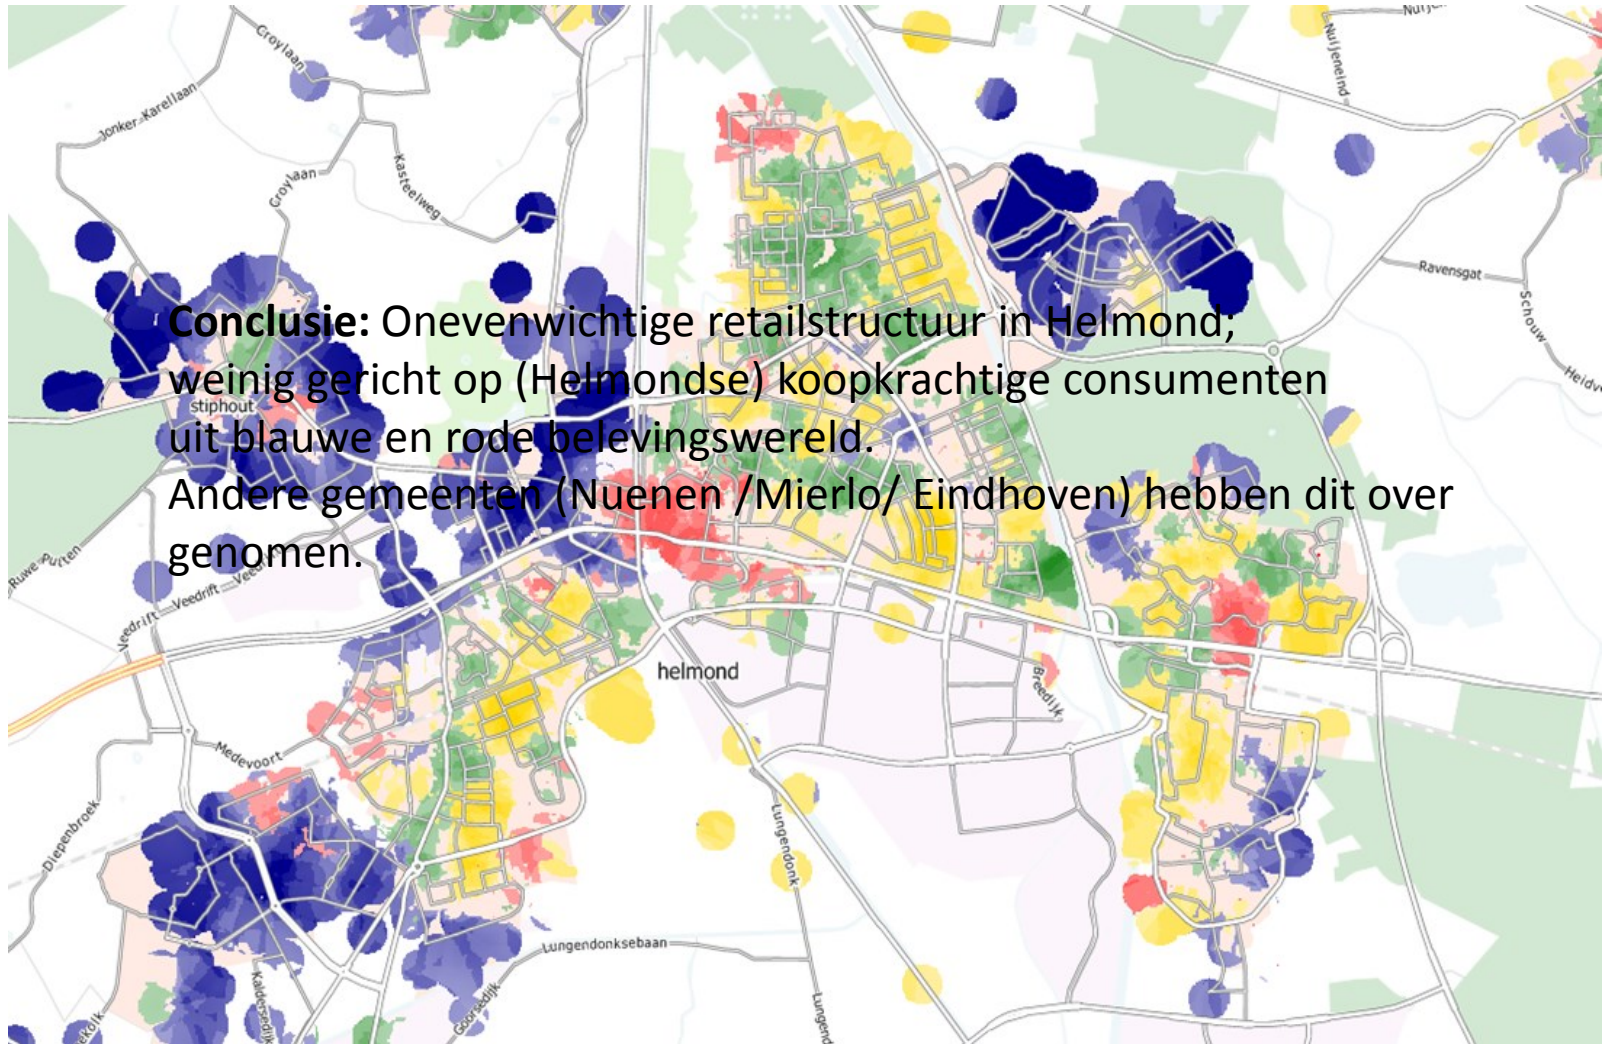 Croylaan
Nuijeneind
Jonker Karellaan
Kasteelweg
Croylaan
Ravensgat
Schouw
Conclusie: Onevenwichtige retailstructuur in Helmond;
weinig gericht op (Helmondse) koopkrachtige consumenten
stiphout
uit blauwe en rode belevingswereld.
Andere gemeenten (Nuenen /Mierlo/ Eindhoven) hebben dit over
genomen.
Veedrift
Veedrift
helmond
Breedijk
Medevoort
Diepenbroek
Lungendonk
Lungendonksebaan
Kaldersedijk
Goorsedijk
Lungend